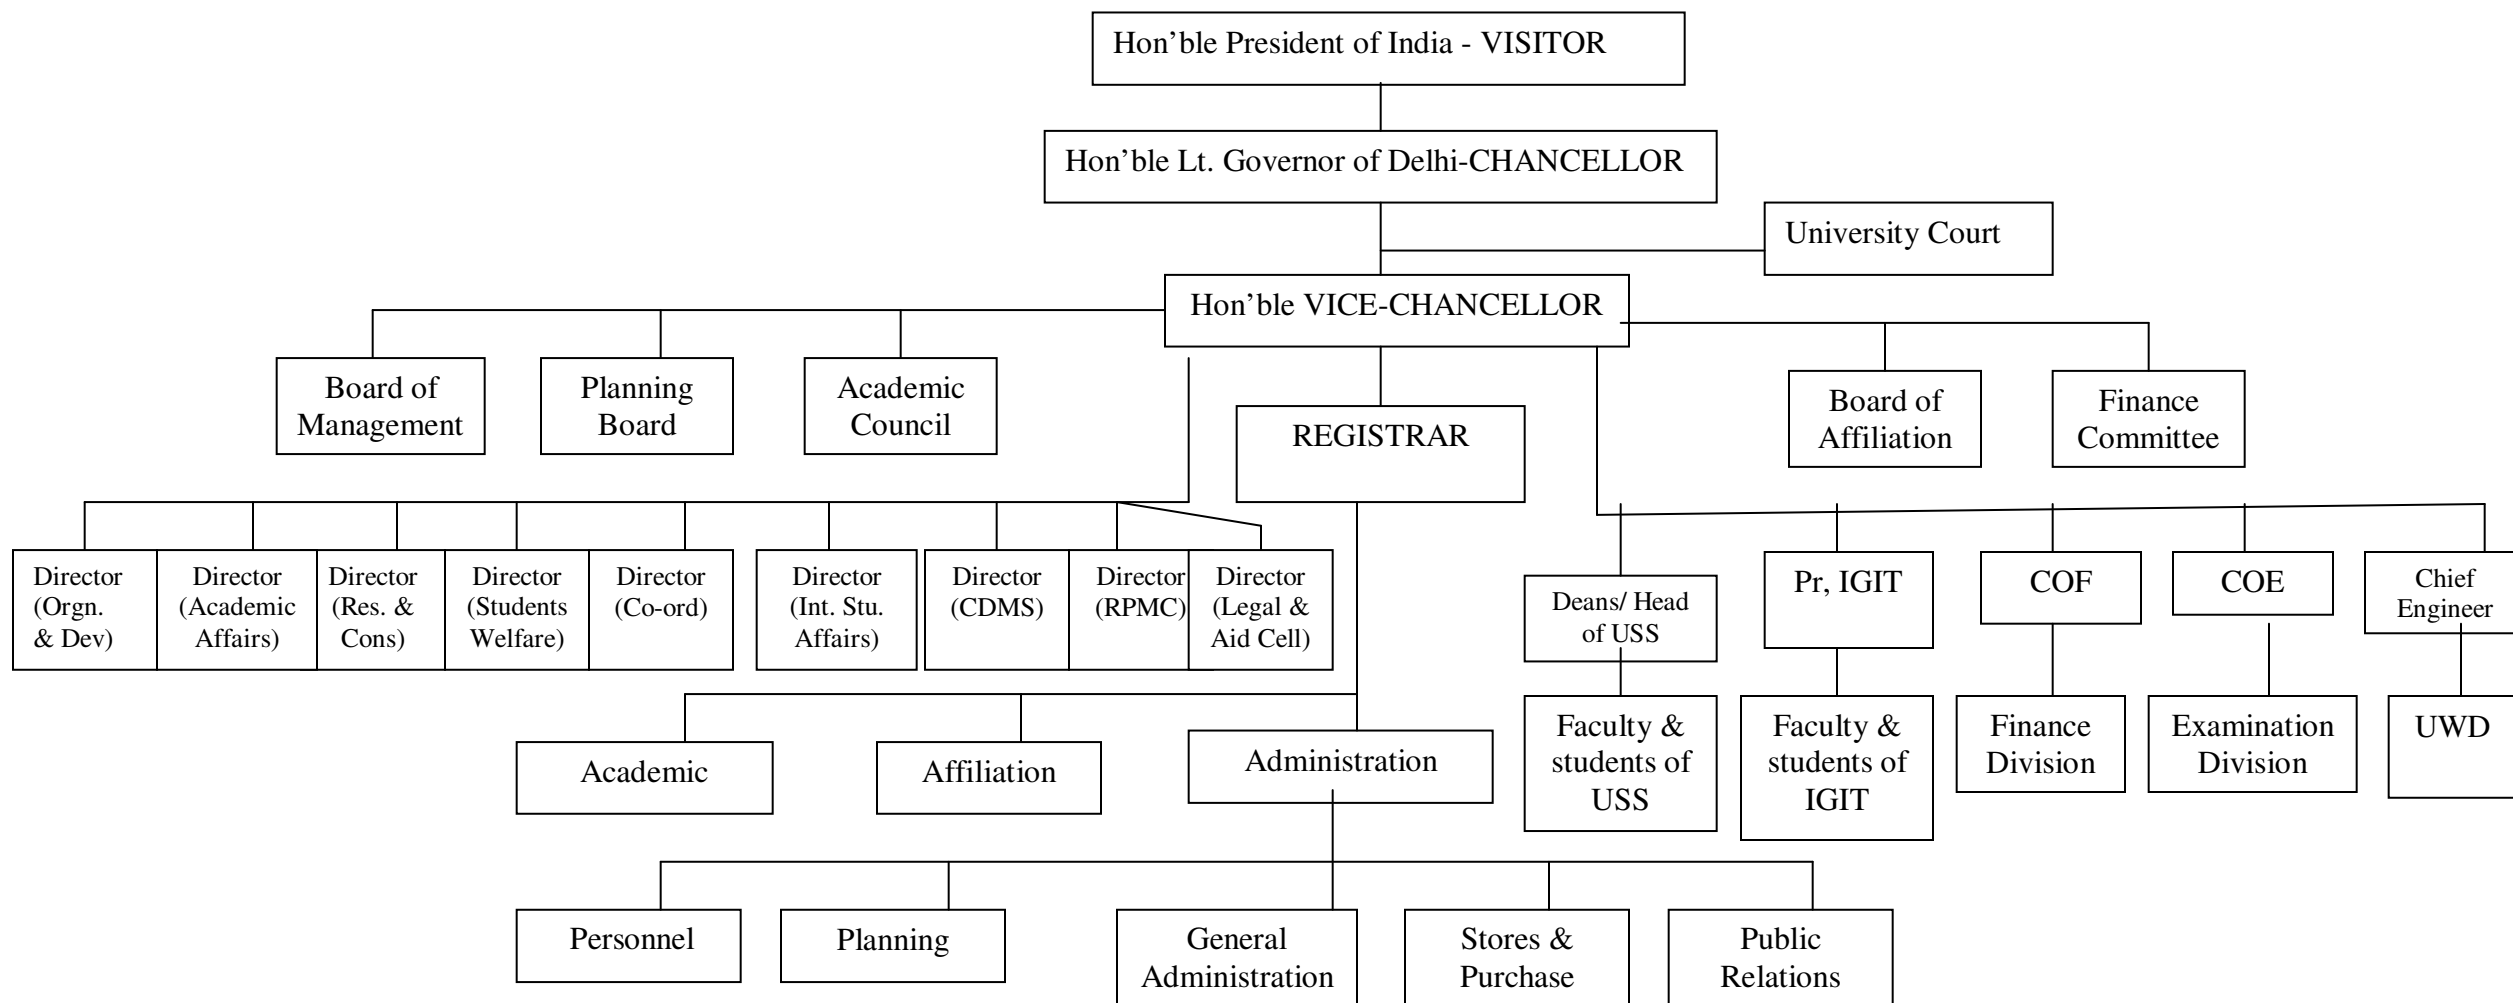 Hon’ble President of India - VISITOR
Hon’ble Lt. Governor of Delhi-CHANCELLOR
University Court
Hon’ble VICE-CHANCELLOR
Board of
Management
Planning
Board
Academic
Council
REGISTRAR
Board of
Affiliation
Finance
Committee
Director
(Orgn.
& Dev)
Director
(Academic
Affairs)
Director
(Res. &
Cons)
Director
(Students
Welfare)
Director
(Co-ord)
Director
(Int. Stu.
Affairs)
Director
(CDMS)
Director
(RPMC)
Director
(Legal &
Aid Cell)
Deans/ Head
of USS
Pr, IGIT
COF
COE
Chief
Engineer
Faculty &
students of
USS
Faculty &
students of
IGIT
Finance
Division
Examination
Division
UWD
Academic
Affiliation
Administration
Personnel
Planning
General
Administration
Stores &
Purchase
Public
Relations